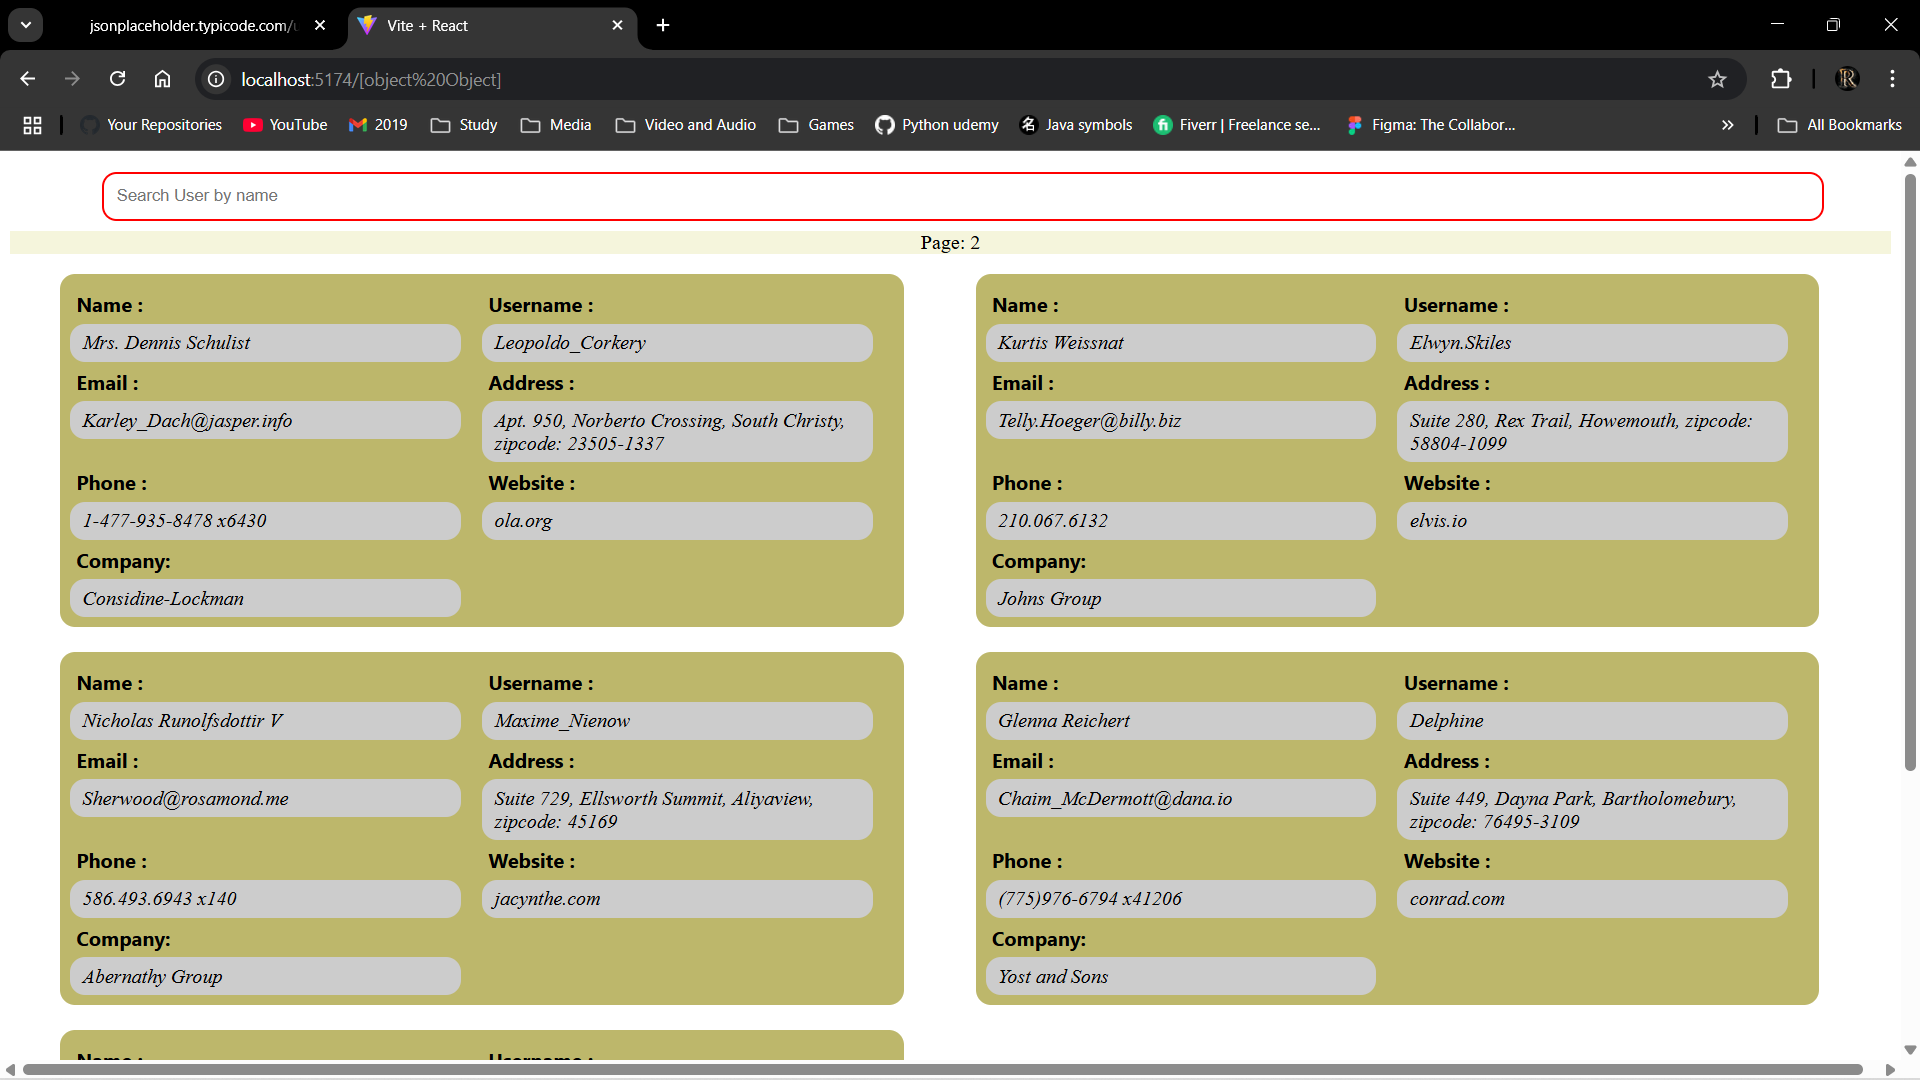 jsonplaceholder.typicode.com/u
Vite + React
localhost:5174/[object%20Object]
Your Repositories
YouTube
2019
Study
Media
Video and Audio
Games
Python udemy
名
Java symbols
fi
Fiverr | Freelance se...
Figma: The Collabor...
All Bookmarks
Search User by name
Page: 2
Name :
Username :
Mrs. Dennis Schulist
Leopoldo_Corkery
Email :
Address :
Karley_Dach@jasper.info
Apt. 950, Norberto Crossing, South Christy,
zipcode: 23505-1337
Phone :
Website :
1-477-935-8478 x6430
ola.org
Company:
Considine-Lockman
Name :
Username :
Kurtis Weissnat
Elwyn.Skiles
Email :
Address :
Telly.Hoeger@billy.biz
Suite 280, Rex Trail, Howemouth, zipcode:
58804-1099
Phone :
Website :
210.067.6132
elvis.io
Company:
Johns Group
Name :
Username :
Nicholas Runolfsdottir V
Maxime_Nienow
Email :
Address :
Sherwood@rosamond.me
Suite 729, Ellsworth Summit, Aliyaview,
zipcode: 45169
Phone :
Website :
586.493.6943 x140
jacynthe.com
Company:
Abernathy Group
Name :
Username :
Glenna Reichert
Delphine
Email :
Address :
Chaim_McDermott@dana.io
Suite 449, Dayna Park, Bartholomebury,
zipcode: 76495-3109
Phone :
Website :
(775)976-6794 x41206
conrad.com
Company:
Yost and Sons
Name :
Username :